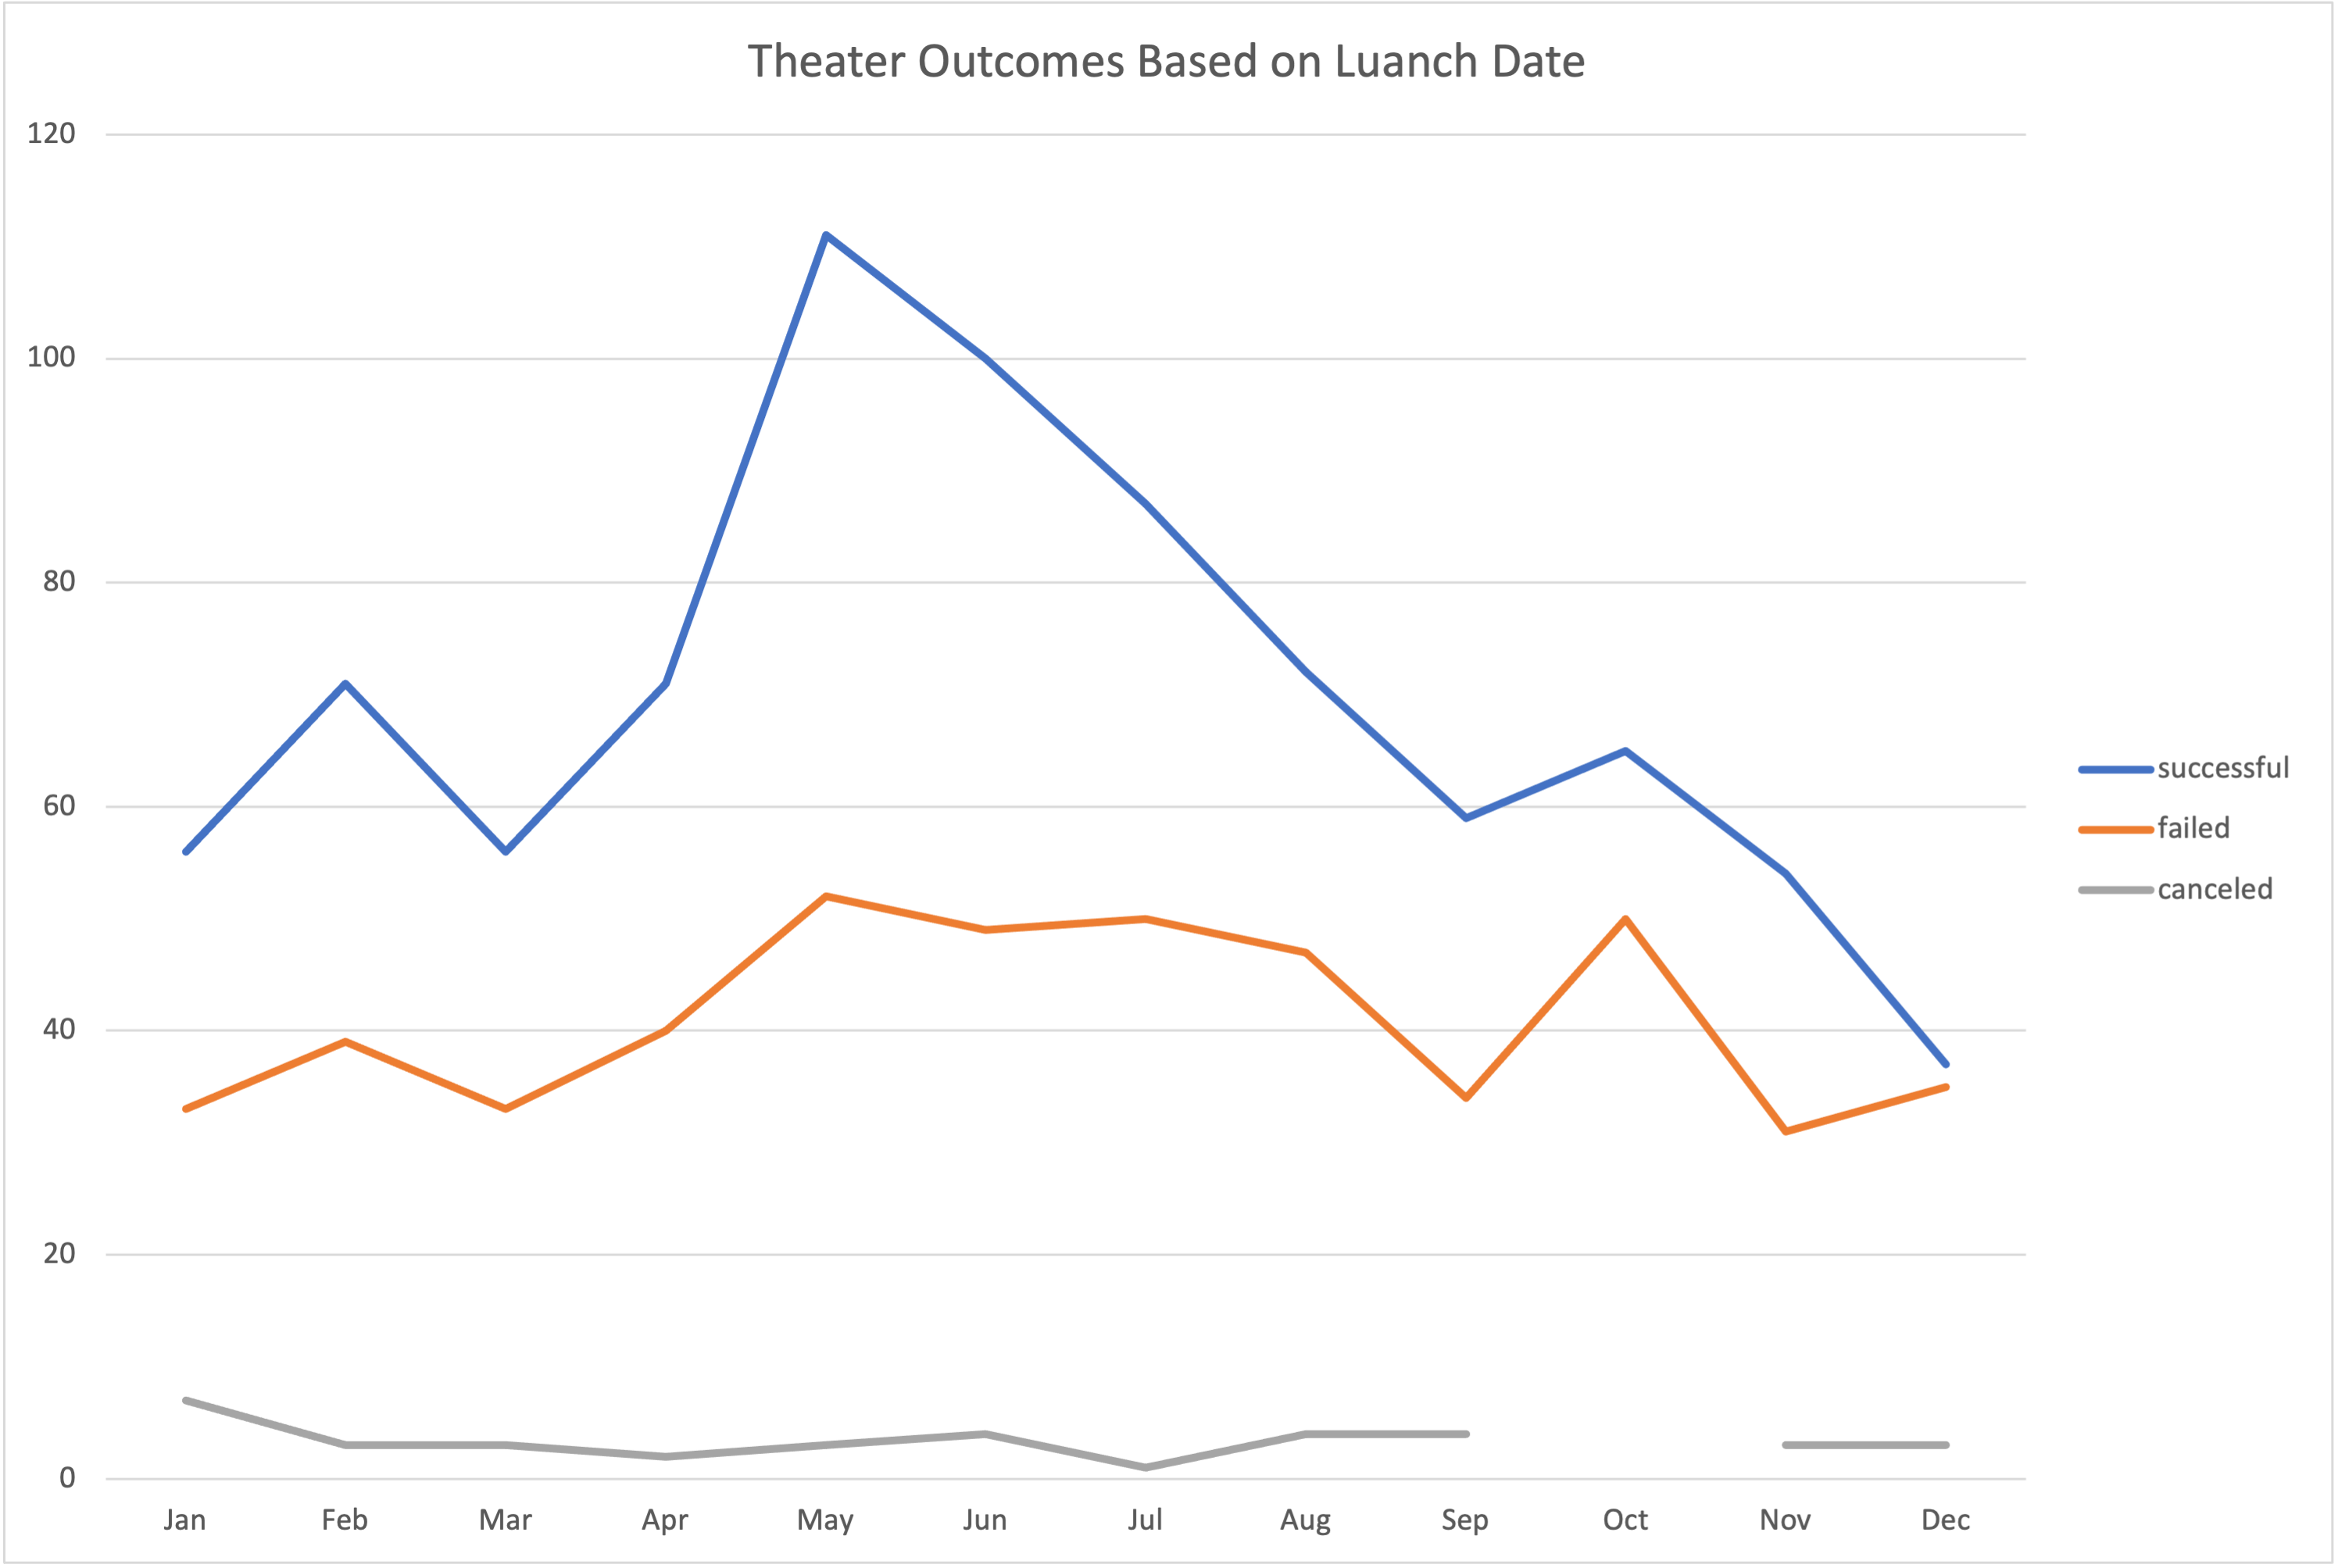 Theater Outcomes Based on Luanch Date
120
100
80
60
40
20
0
Jan Feb Mar Apr May Jun Jul Aug Sep Oct Nov Dec
successful
failed
canceled